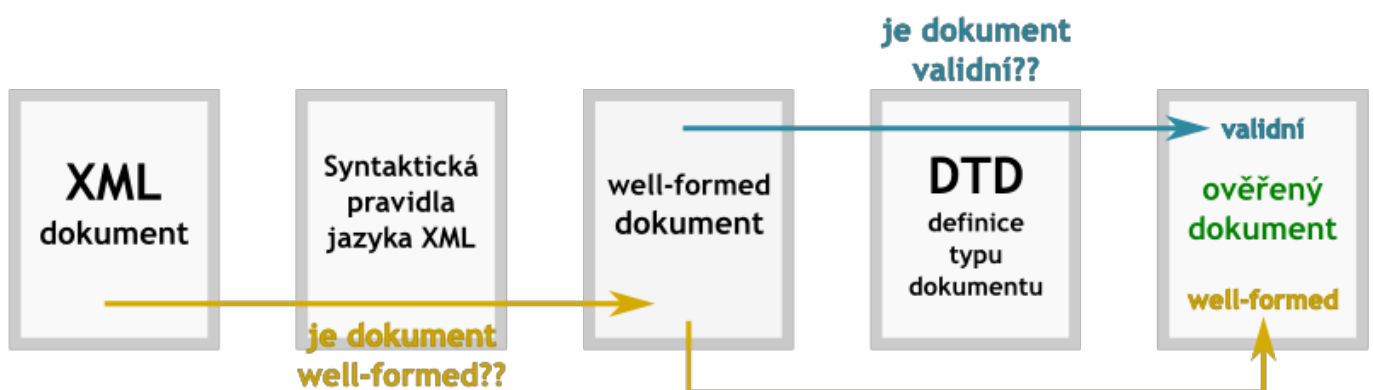 je dokument
validní??
XML
dokument
Syntaktická
pravidla
jazyka XML
je dokument
well-formed??
well-formed
dokument
DTD
definice
typu
dokumentu
validní
ověřený
dokument
well-formed